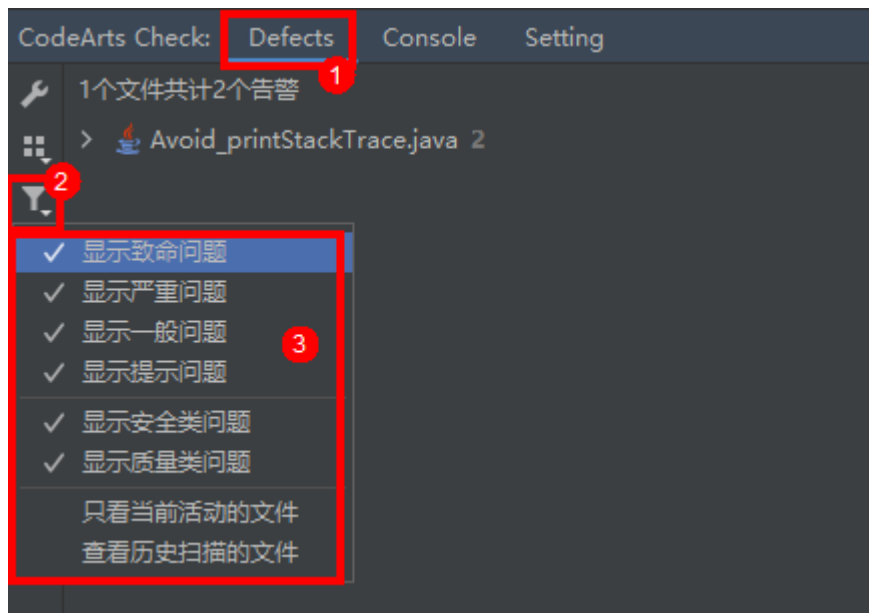 CodeArts Check: Defects Console Setting
1
1个文件共计2个告警
Avoid_printStackTrace.java 2
2
显示致命问题
显示严重问题
显示一般问题
3
显示提示问题
显示安全类问题
显示质量类问题
只看当前活动的文件
查看历史扫描的文件